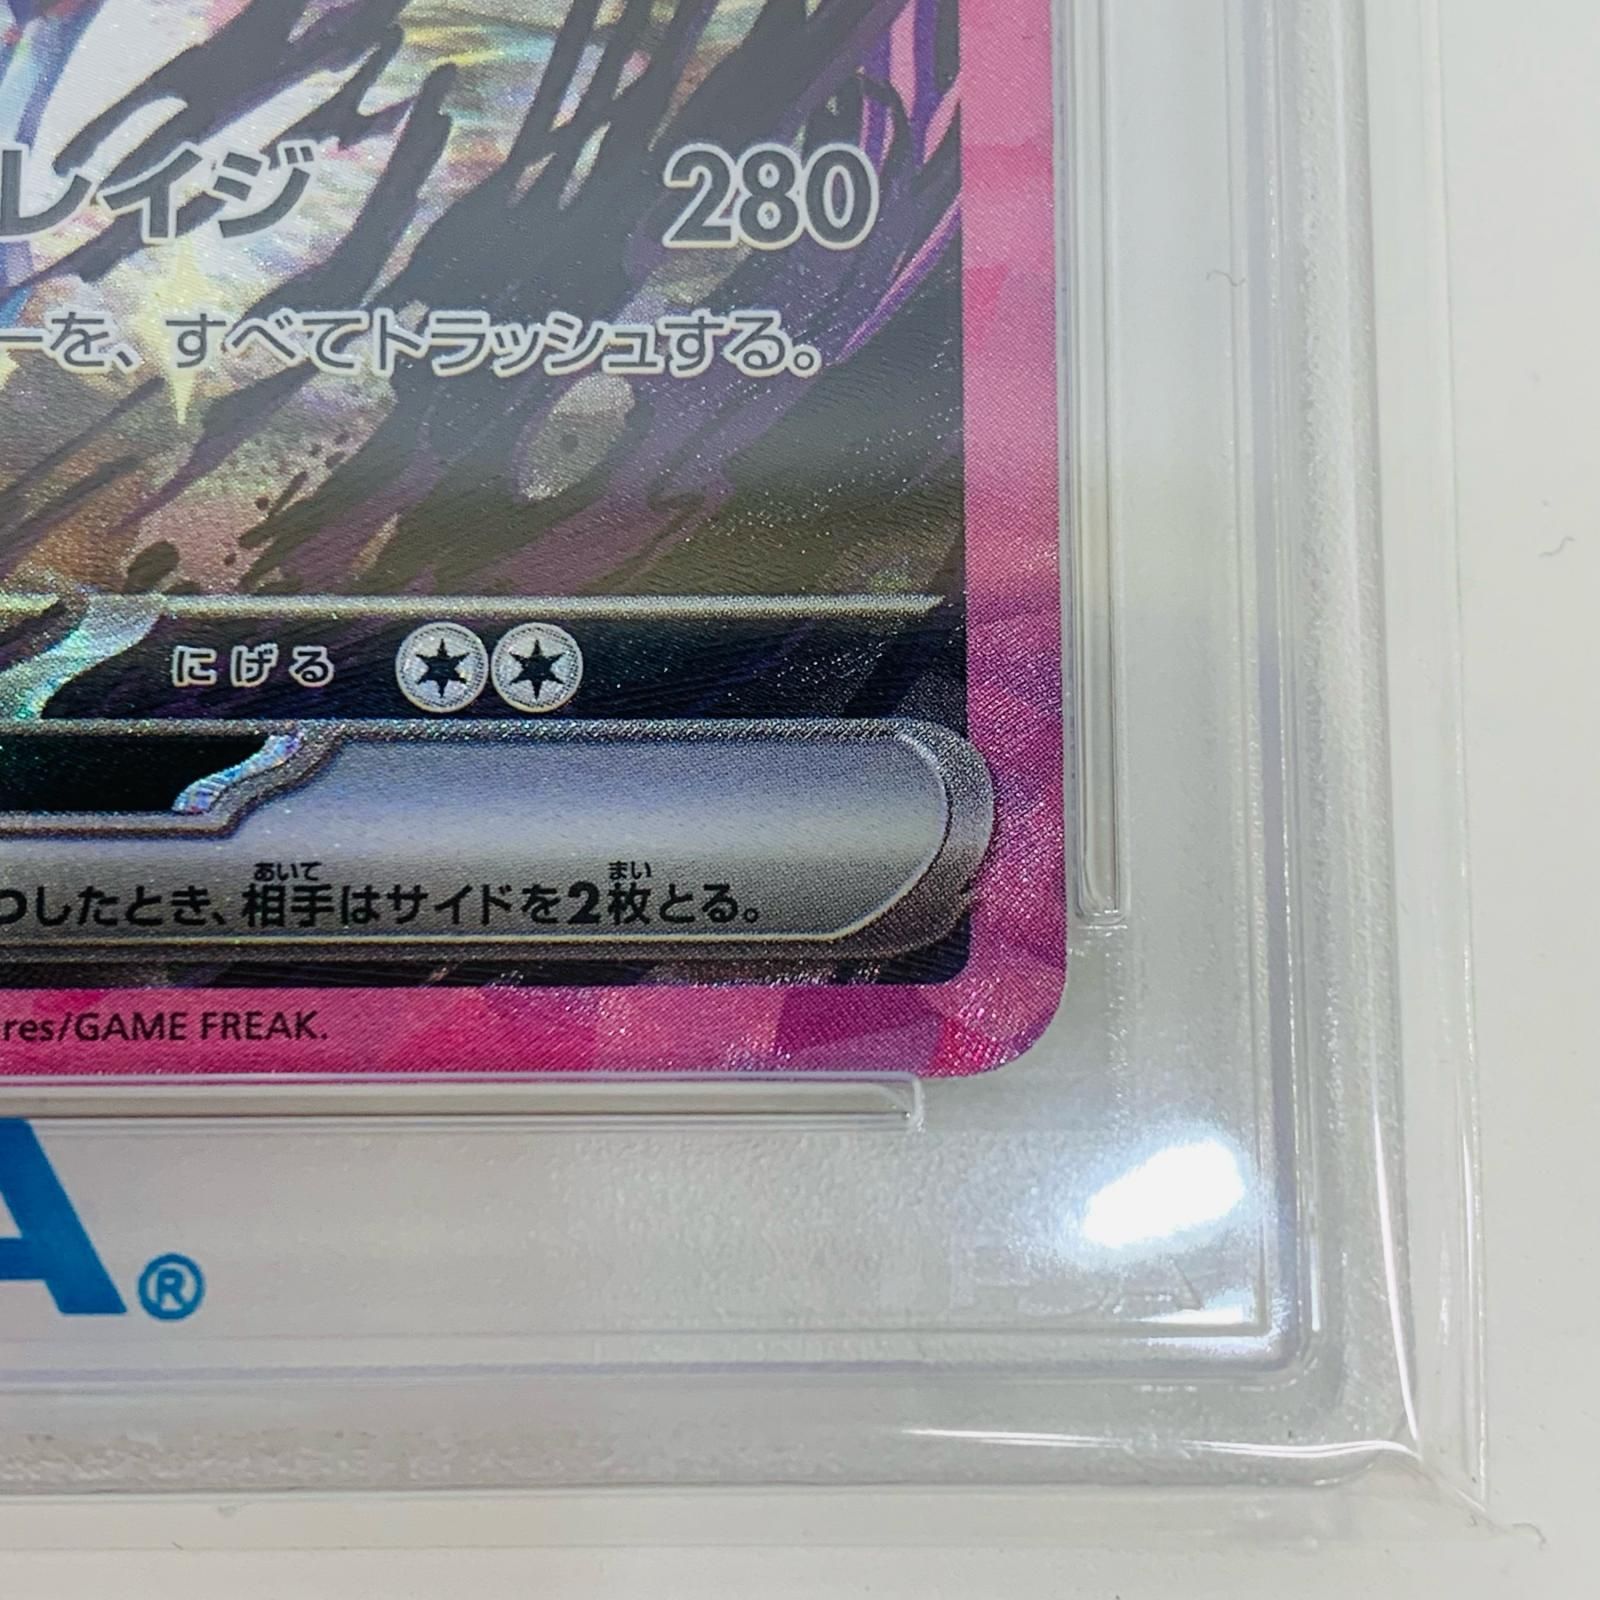 レイジ 280
ーを、すべてトラッシュする。
にげる
あいて まい
つしたとき、相手はサイドを2枚とる。
res/GAME FREAK.
A®